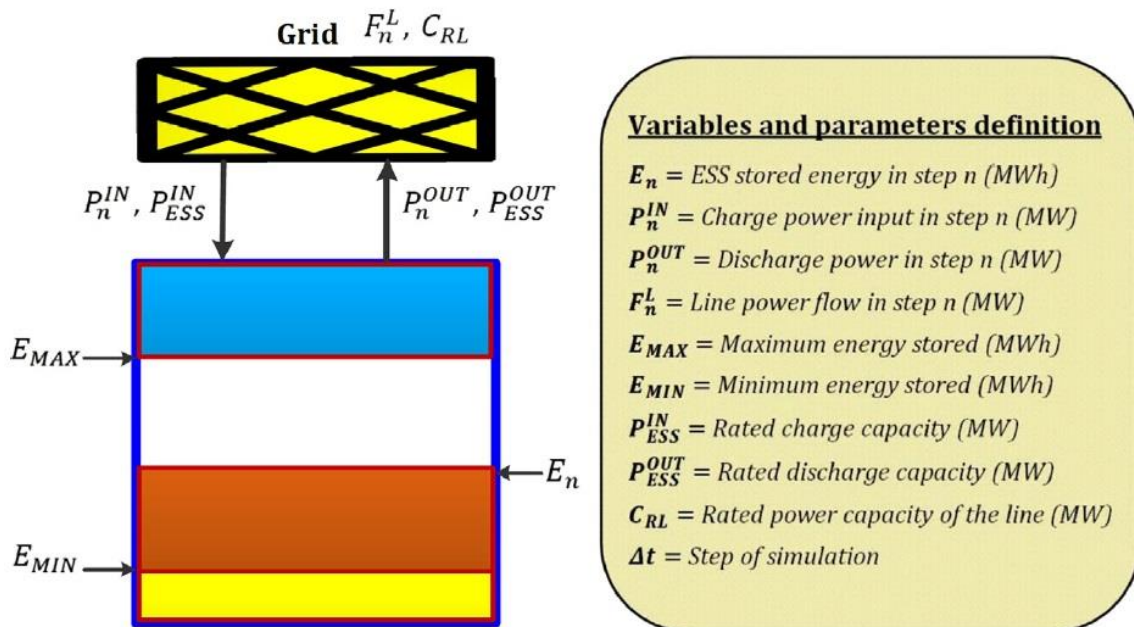 Grid F_n^L, C_RL
P_n^IN, P_ESS^IN
P_n^OUT, P_ESS^OUT
E_MAX
E_n
E_MIN
Variables and parameters definition
E_n = ESS stored energy in step n (MWh)
P_n^IN = Charge power input in step n (MW)
P_n^OUT = Discharge power in step n (MW)
F_n^L = Line power flow in step n (MW)
E_MAX = Maximum energy stored (MWh)
E_MIN = Minimum energy stored (MWh)
P_ESS^IN = Rated charge capacity (MW)
P_ESS^OUT = Rated discharge capacity (MW)
C_RL = Rated power capacity of the line (MW)
Δt = Step of simulation